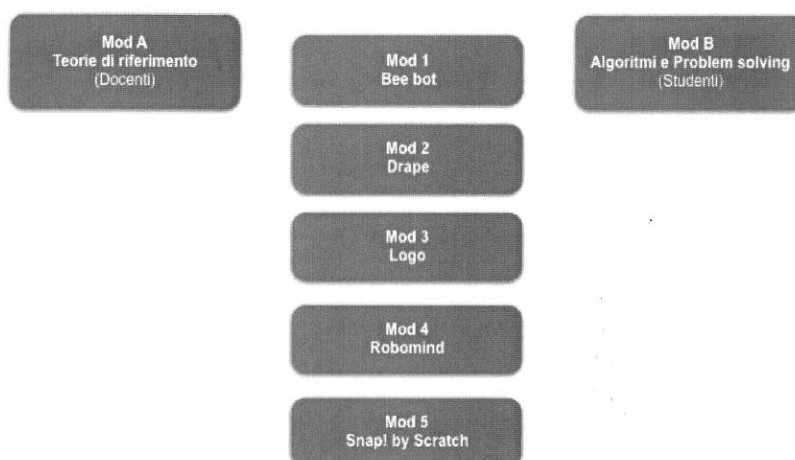 Mod A
Teorie di riferimento
(Docenti)
Mod 1
Bee bot
Mod 2
Drape
Mod 3
Logo
Mod 4
Robomind
Mod 5
Snap! by Scratch
Mod B
Algoritmi e Problem solving
(Studenti)